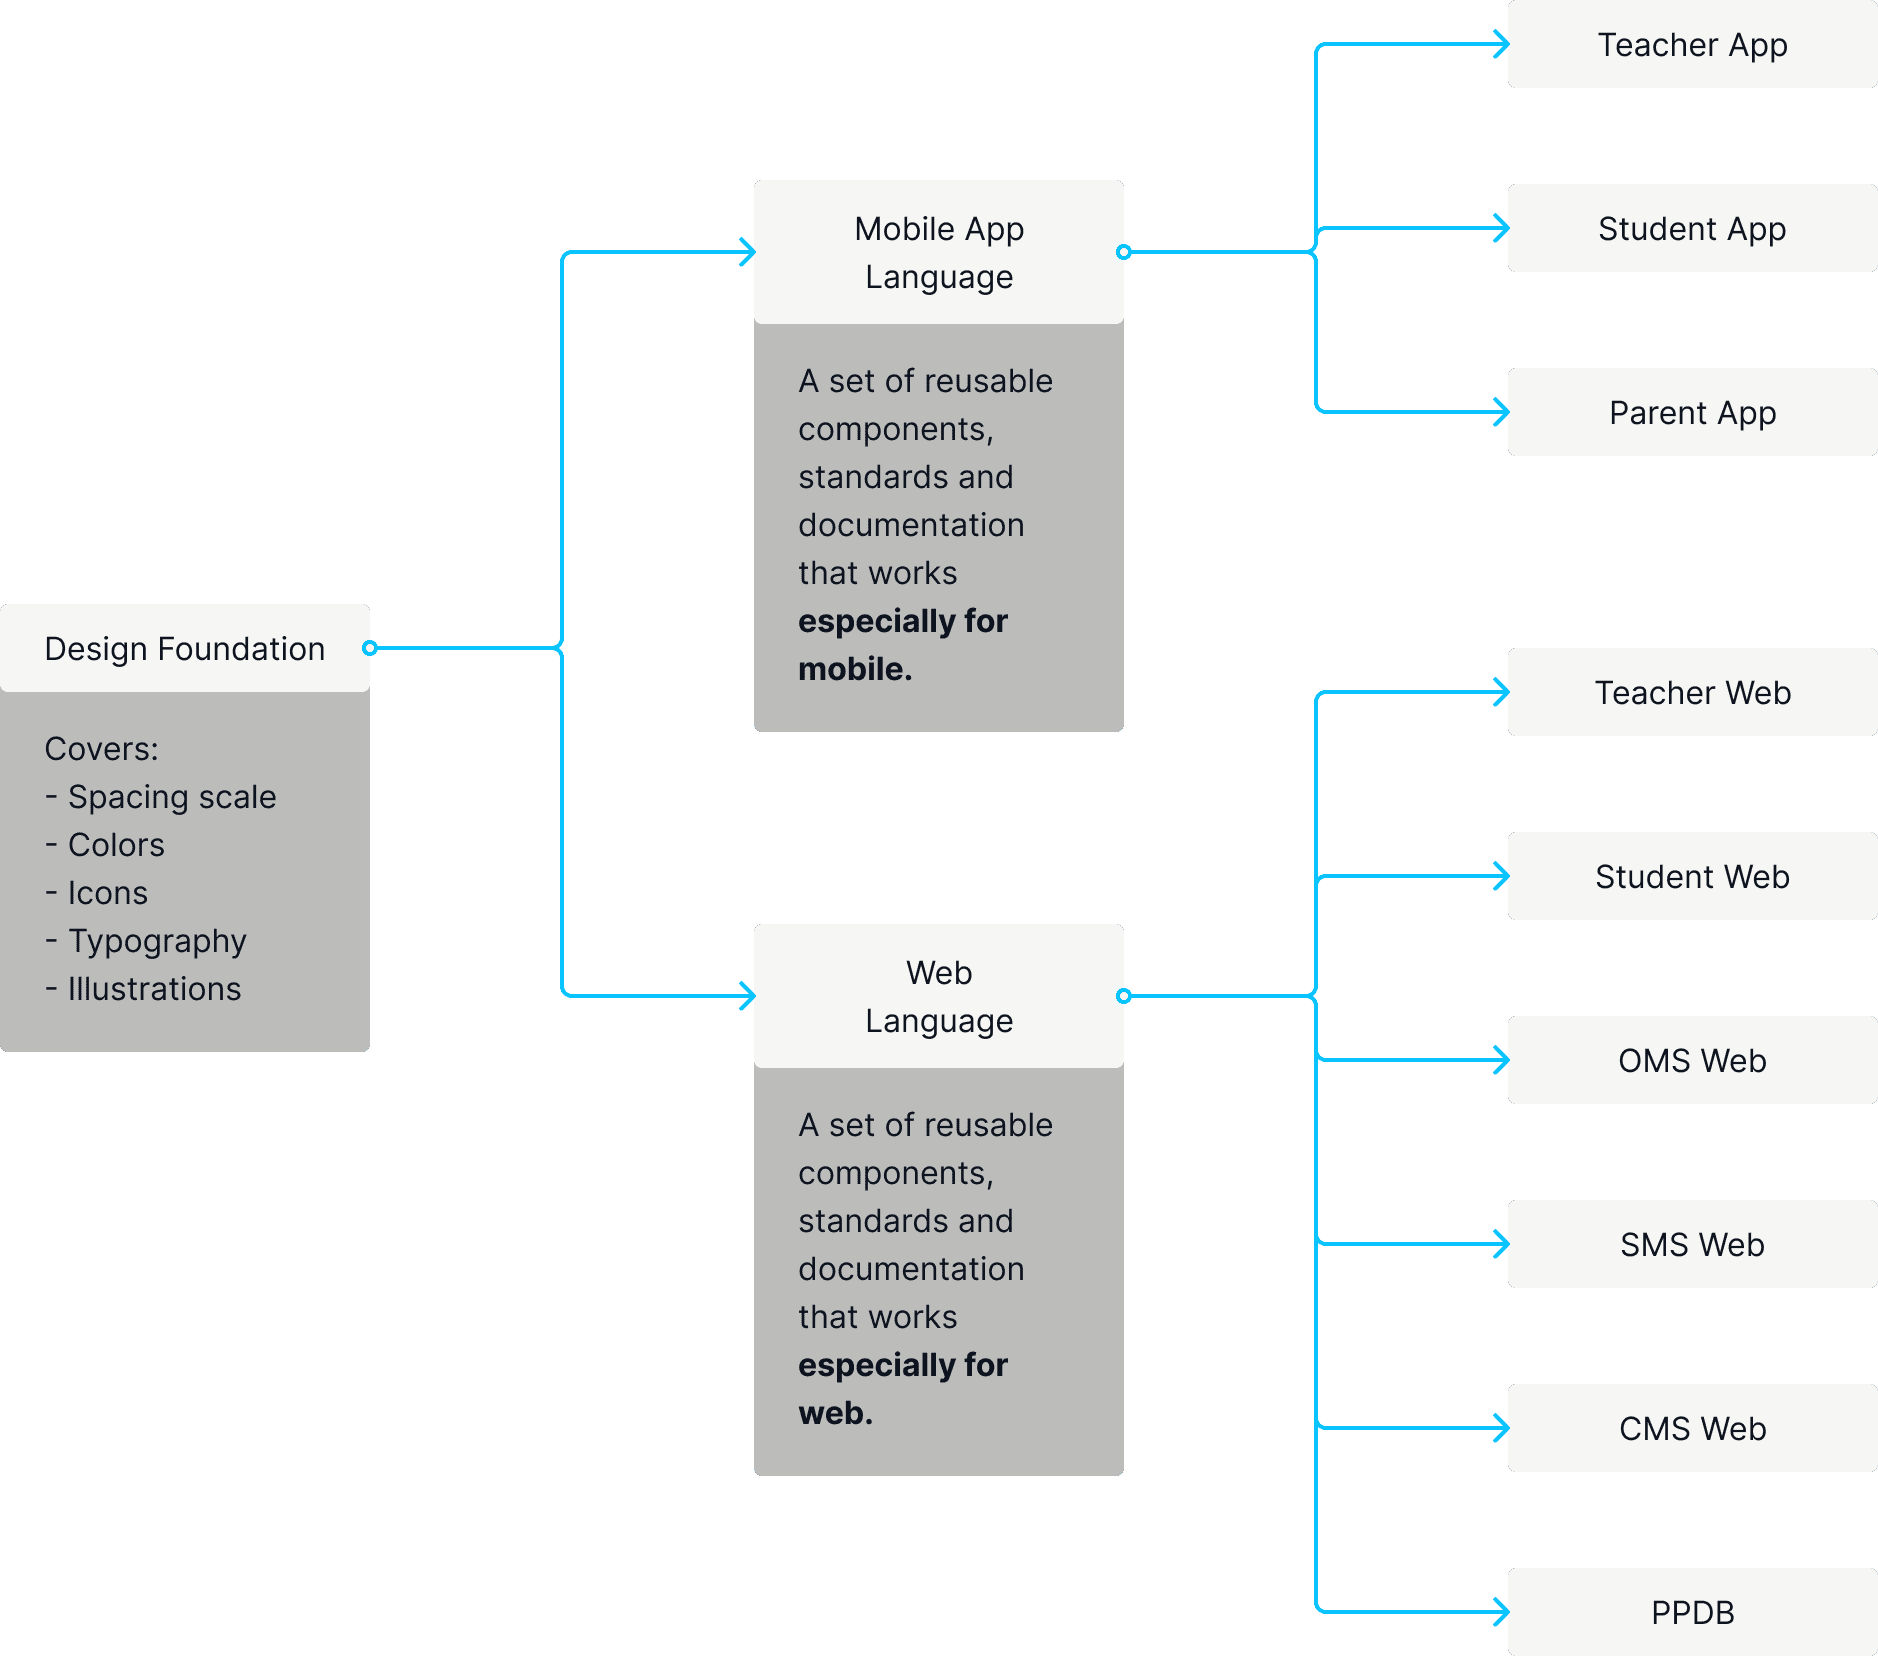 Design Foundation
Covers:
- Spacing scale
- Colors
- Icons
- Typography
- Illustrations
Mobile App
Language
A set of reusable
components,
standards and
documentation
that works
especially for
mobile.
Web
Language
A set of reusable
components,
standards and
documentation
that works
especially for
web.
Teacher App
Student App
Parent App
Teacher Web
Student Web
OMS Web
SMS Web
CMS Web
PPDB